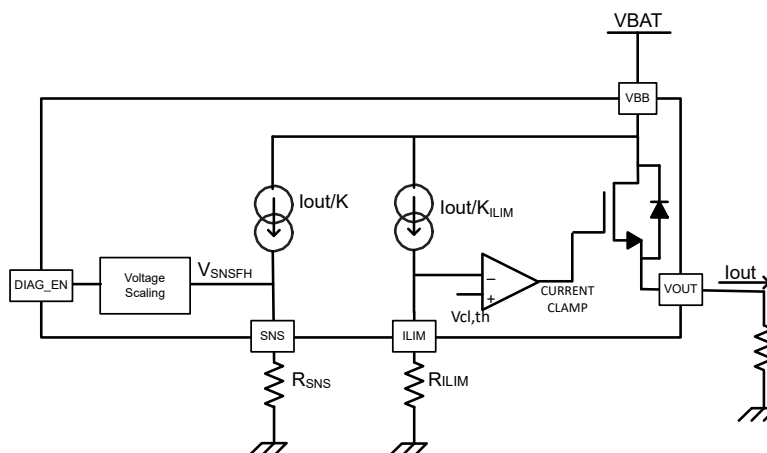 VBAT
VBB
Iout/K
Iout/KILIM
DIAG_EN
Voltage
Scaling
VSNSFH
−
+
Vcl,th
CURRENT
CLAMP
Iout
VOUT
SNS
ILIM
RSNS
RILIM